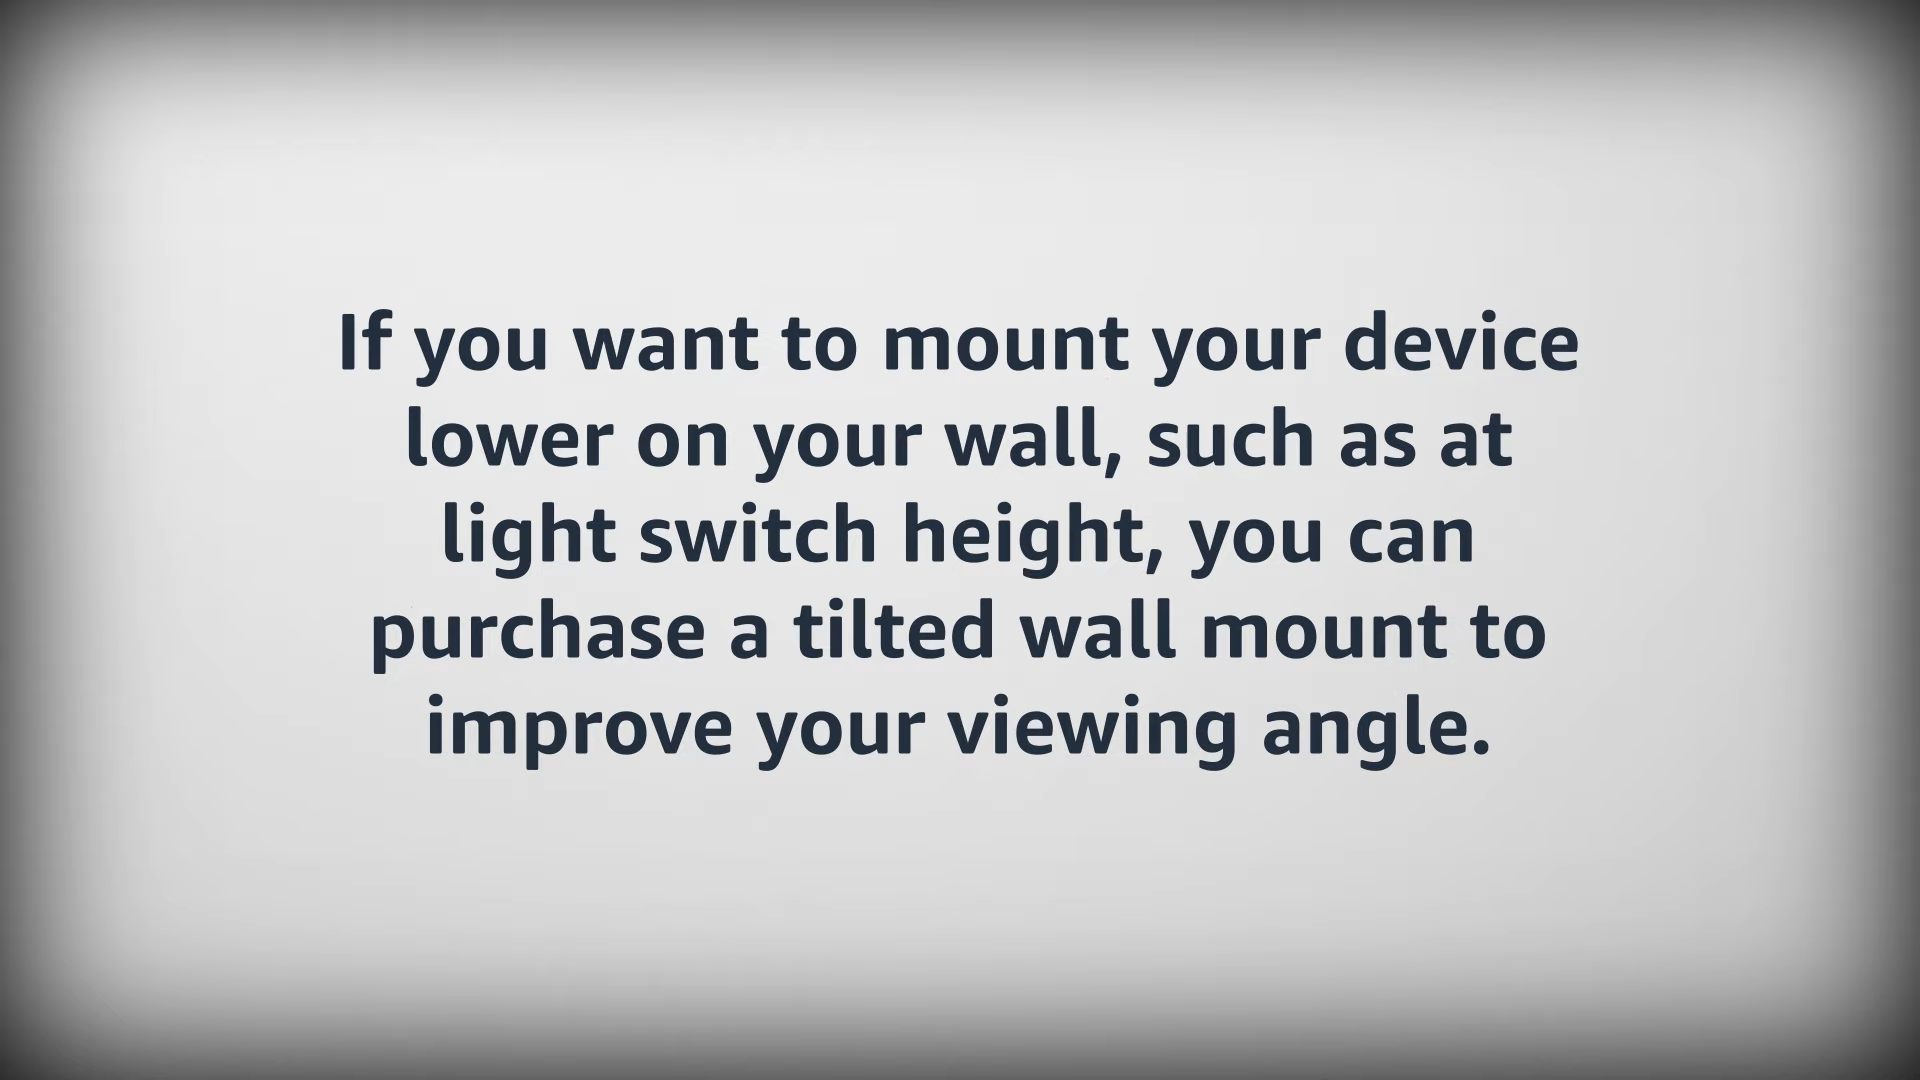 If you want to mount your device
lower on your wall, such as at
light switch height, you can
purchase a tilted wall mount to
improve your viewing angle.